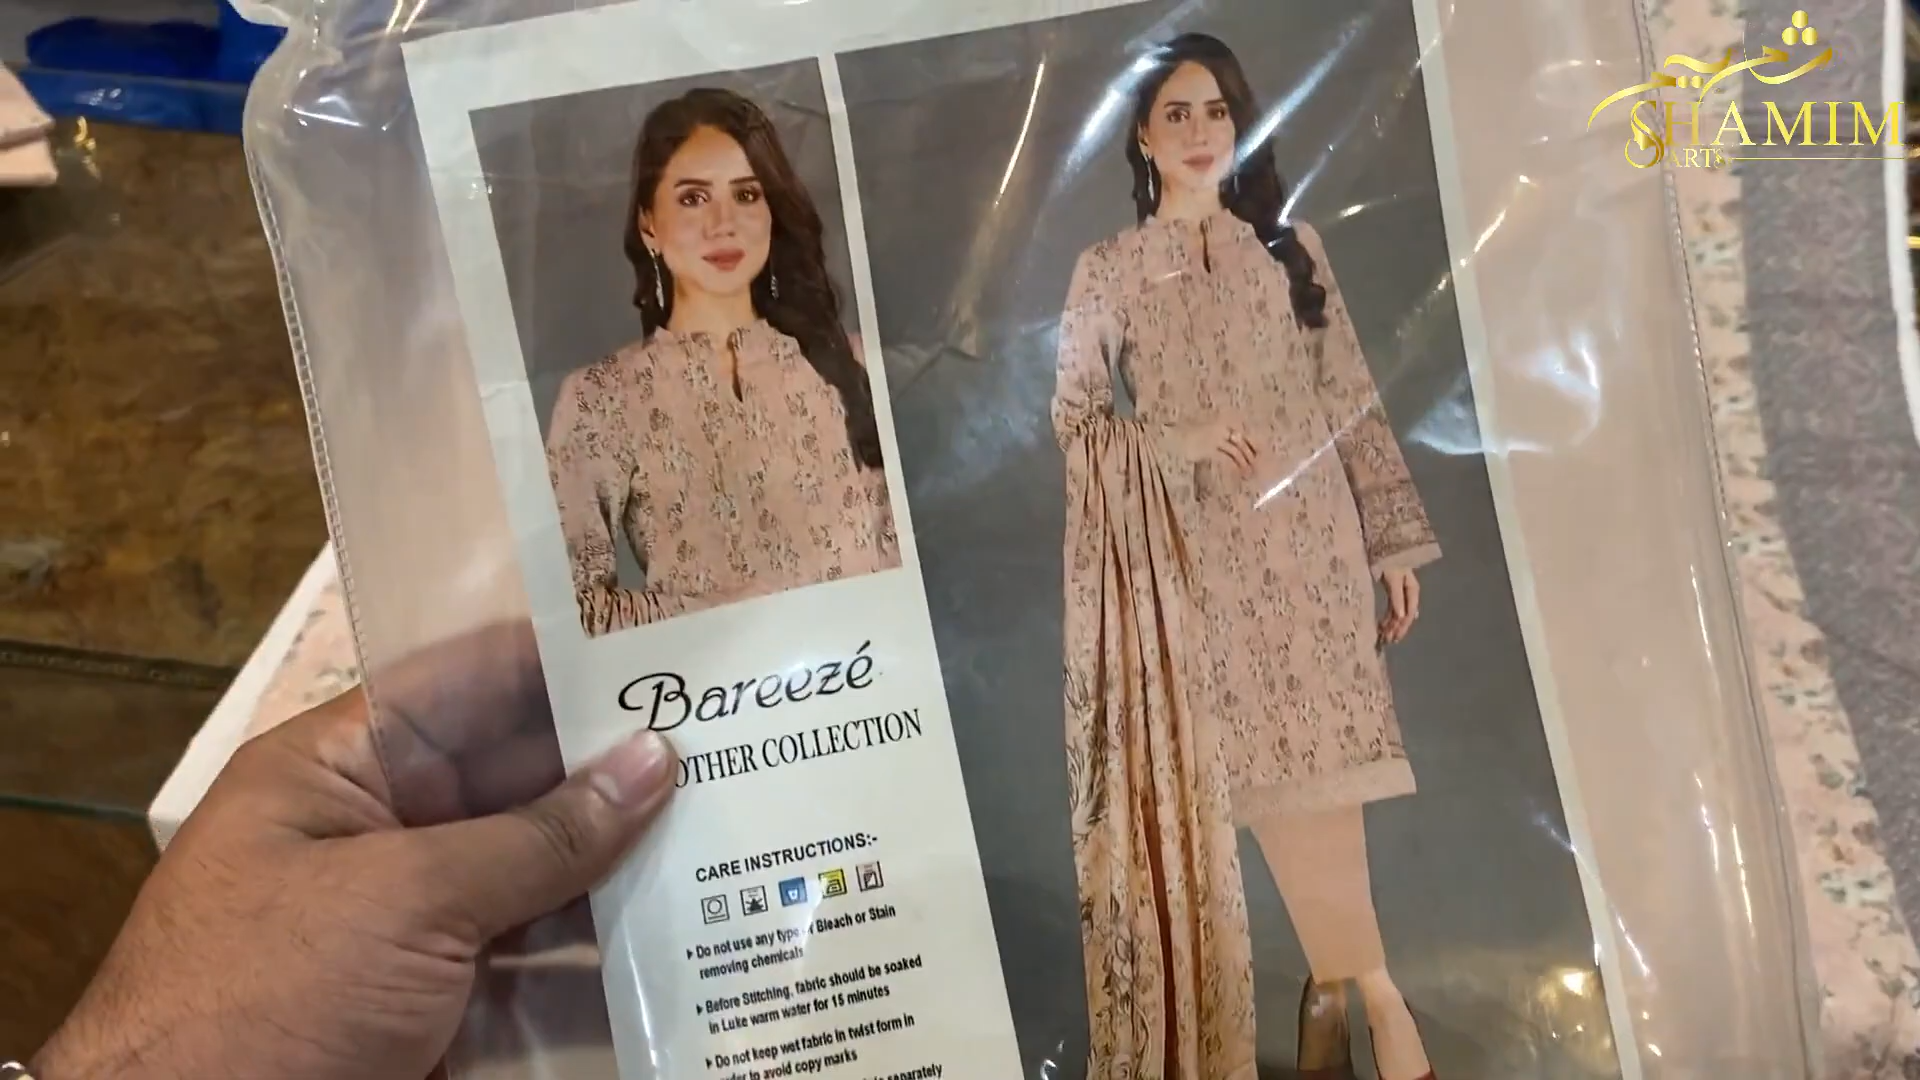 SHAMIM
ARTS
Bareezé
OTHER COLLECTION
CARE INSTRUCTIONS:-
Do not use any type Bleach or Stain
removing chemicals
Before Stitching, fabric should be soaked
in Luke warm water for 15 minutes
Do not keep wet fabric in twist form in
to avoid copy marks
separately